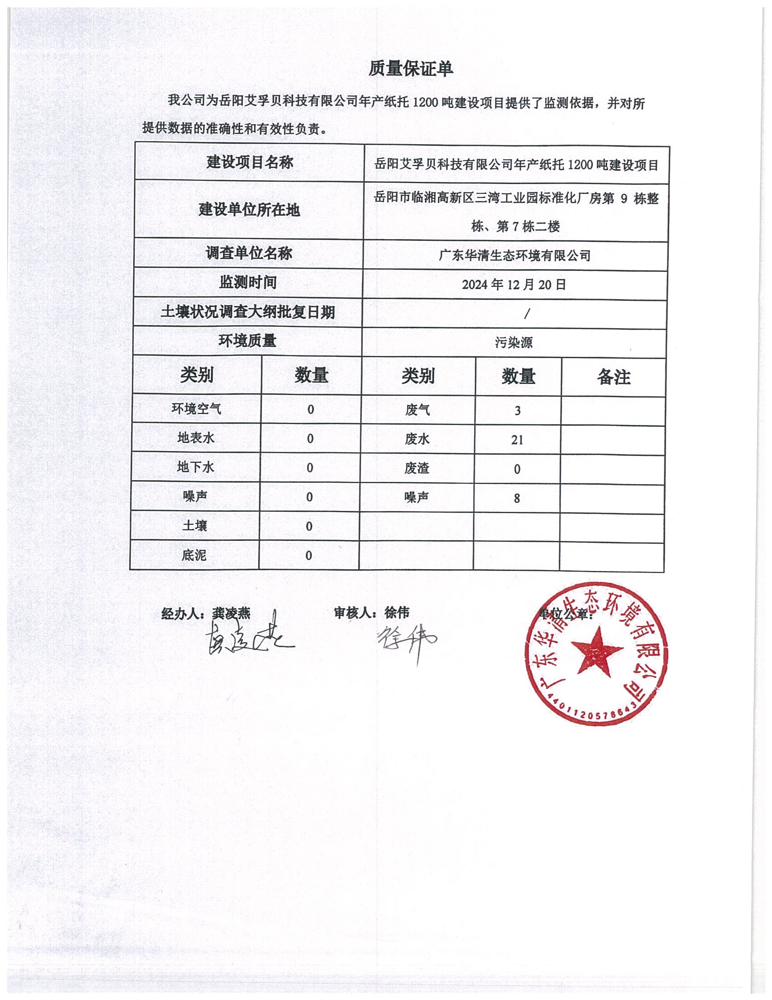 质量保证单
我公司为岳阳艾孚贝科技有限公司年产纸托 1200 吨建设项目提供了监测依据，并对所
提供数据的准确性和有效性负责。
建设项目名称 岳阳艾孚贝科技有限公司年产纸托 1200 吨建设项目
建设单位所在地 岳阳市临湘高新区三湾工业园标准化厂房第 9 栋整
栋、第 7 栋二楼
调查单位名称 广东华清生态环境有限公司
监测时间 2024 年 12 月 20 日
土壤状况调查大纲批复日期 /
环境质量 污染源
类别 数量 类别 数量 备注
环境空气 0 废气 3
地表水 0 废水 21
地下水 0 废渣 0
噪声 0 噪声 8
土壤 0
底泥 0
经办人：龚凌燕 审核人：徐伟 单位公章：
龚凌燕 徐伟
广东华清生态环境有限公司
4401120578643